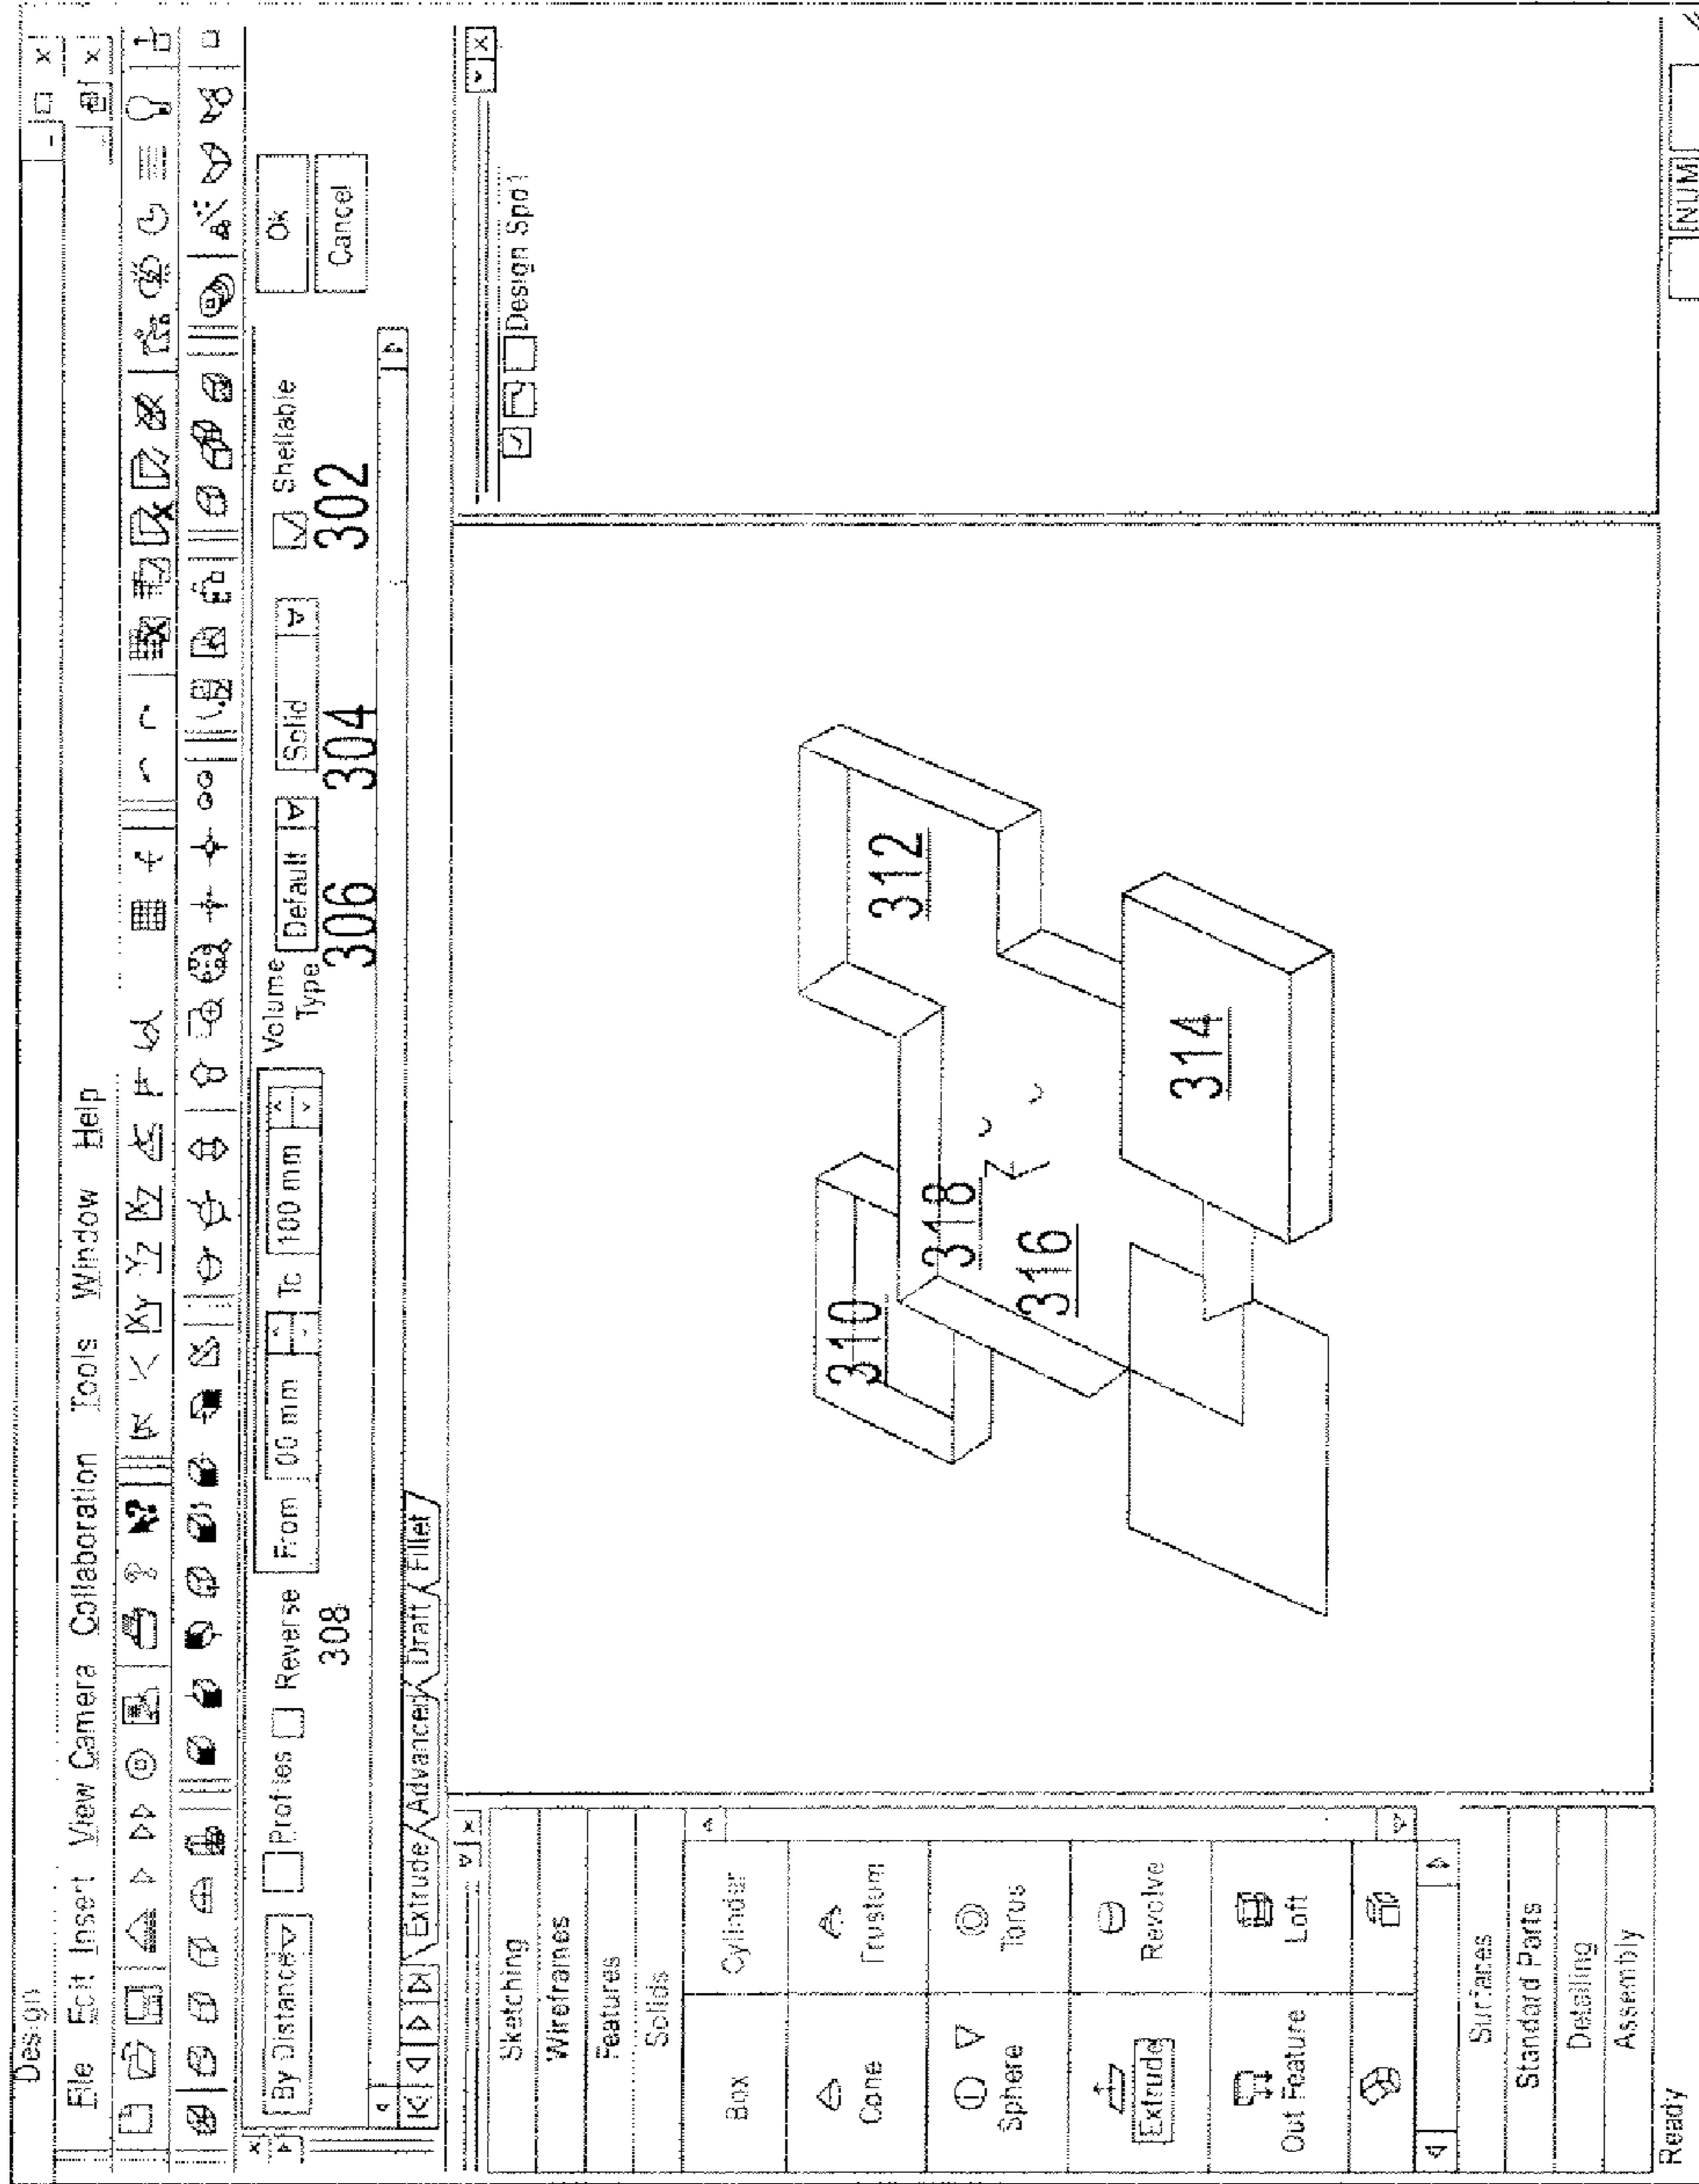 Design
File Edit Insert View Camera Collaboration Tools Window Help
By Distance Profiles Reverse From 00 mm To 100 mm Volume Type Default Solid Shellable Ok
Cancel
308 306 304 302
Extrude Advanced Draft Fillet
Sketching
Wireframes
Features
Solids
Box Cylinder
Cone Trustum
Sphere Torus
Extrude Revolve
Out Feature Loft
Surfaces
Standard Parts
Detailing
Assembly
Design Spo1
310
312
318
316
314
Ready
NUM